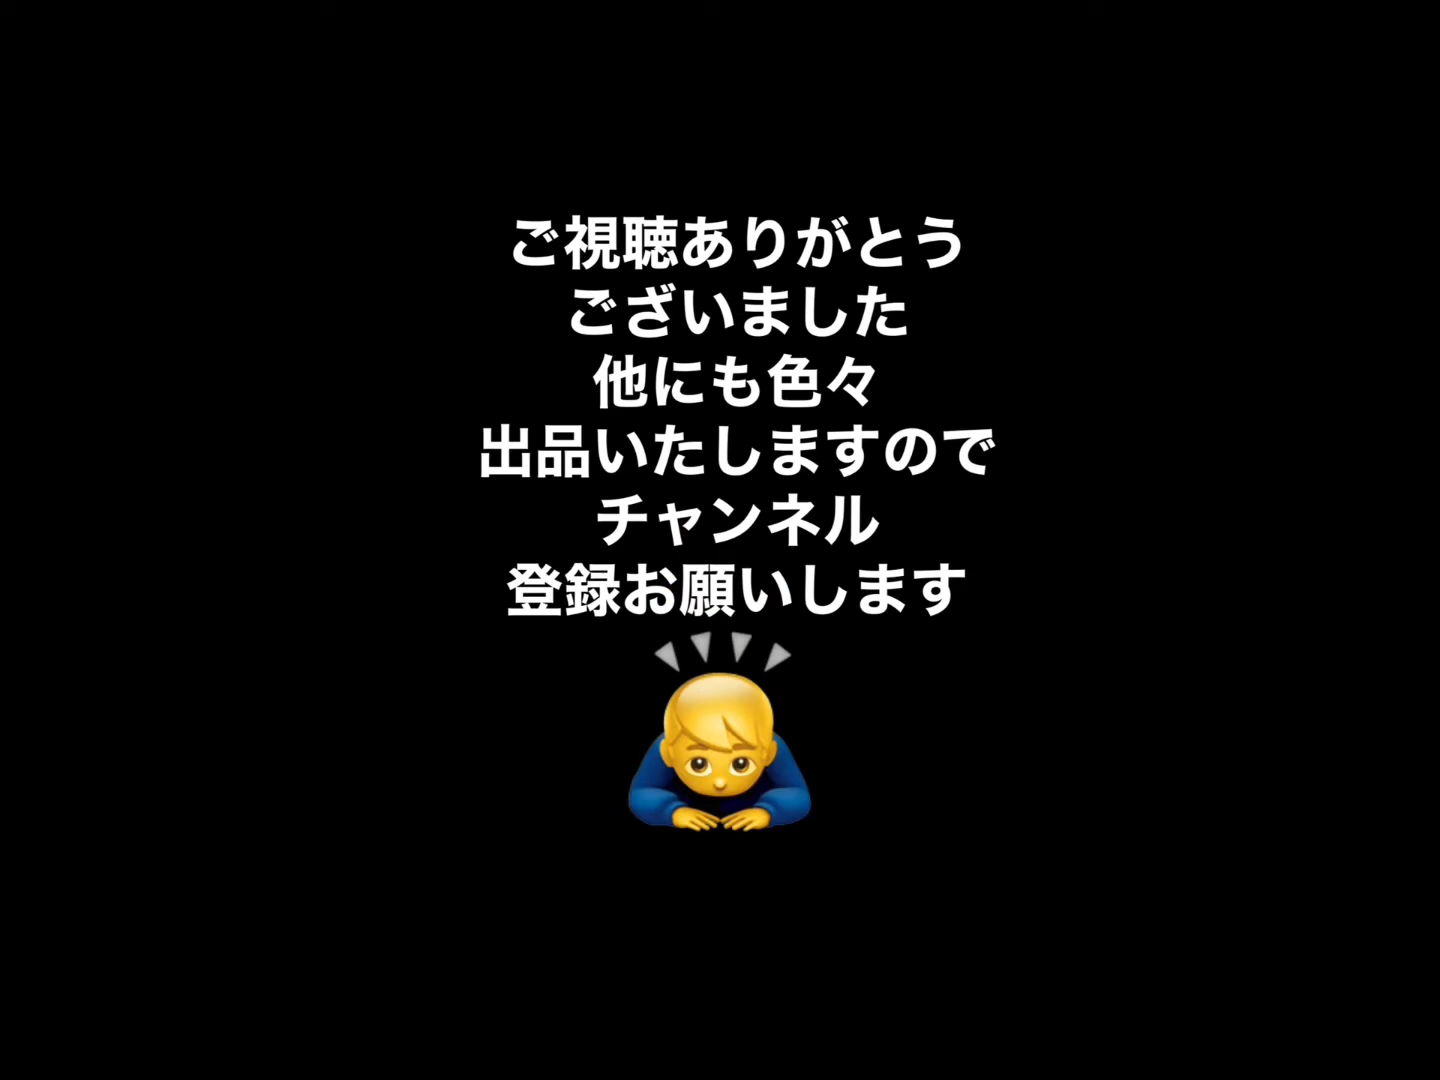 ご視聴ありがとう
ございました
他にも色々
出品いたしますので
チャンネル
登録お願いします